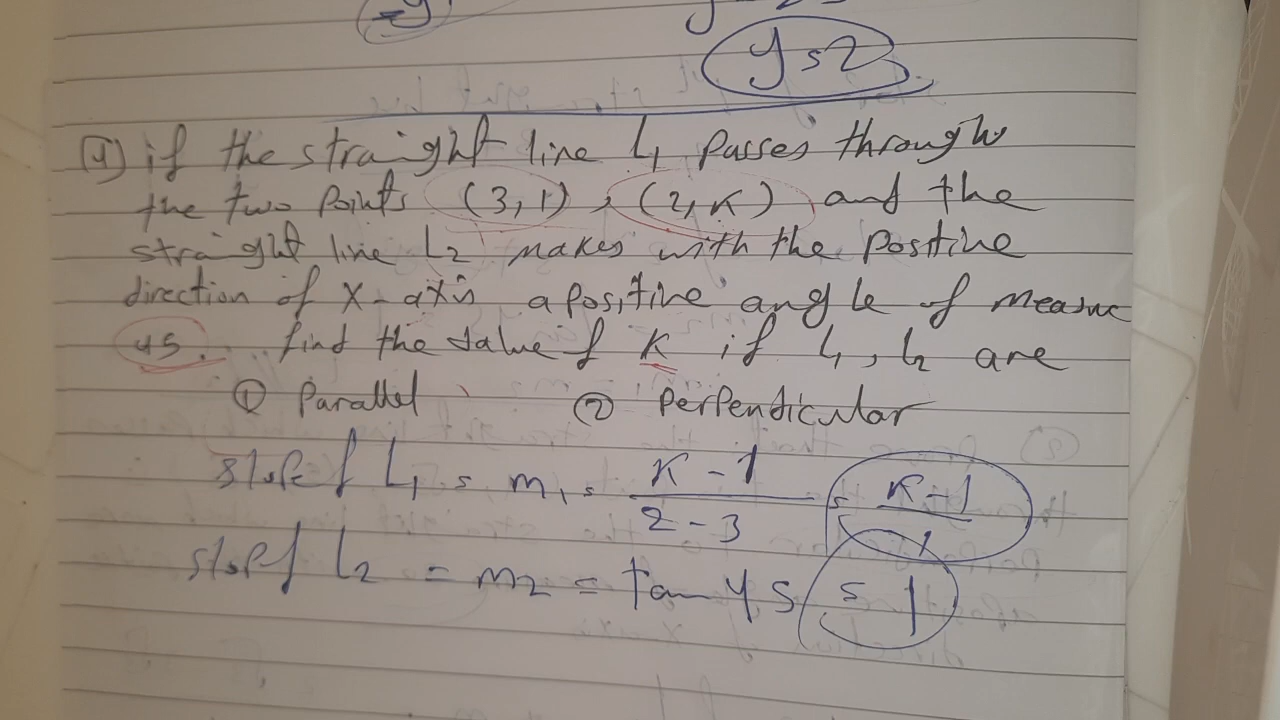 y=2
4) if the straight line L1 passes through
the two points (3,1), (2,K) and the
straight line L2 makes with the positive
direction of X-axis a positive angle of measure
45. find the value of K if L1, L2 are
① Parallel ② Perpendicular
slope of L1 = m1 = K-1 / 2-3 = K-1 / 1
slope of L2 = m2 = tan 45 = 1